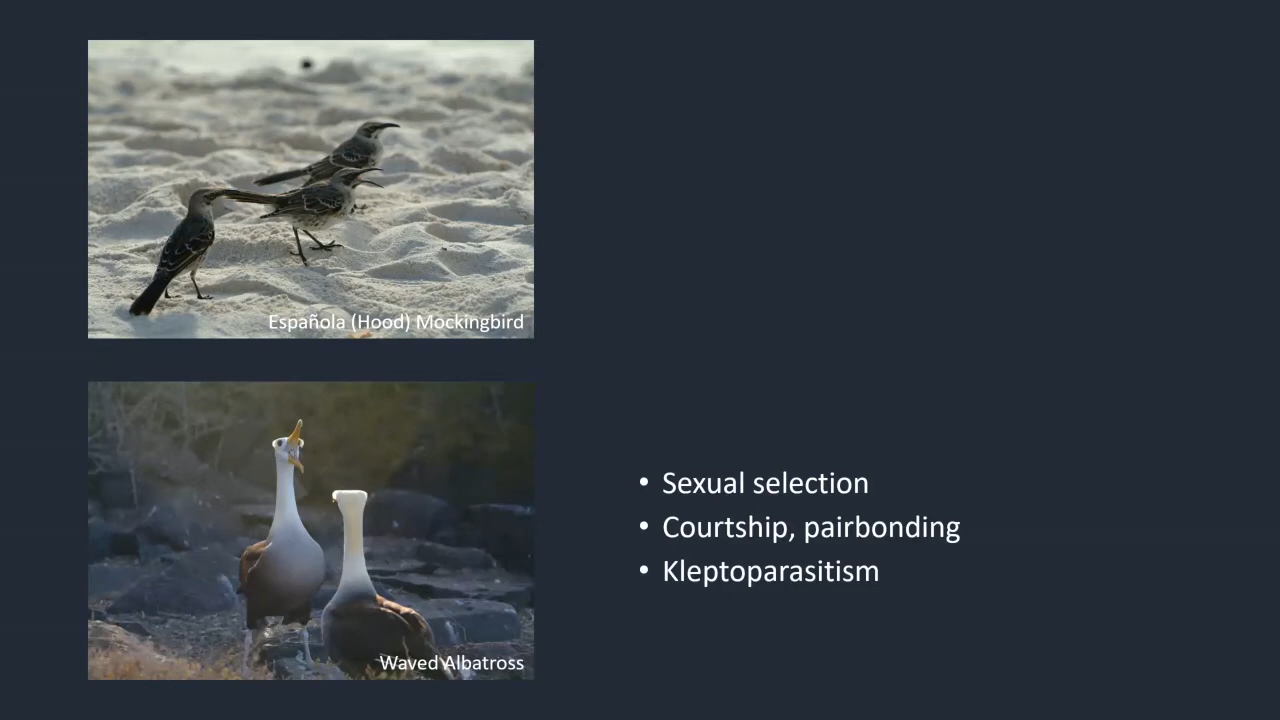 Española (Hood) Mockingbird
• Sexual selection
• Courtship, pairbonding
• Kleptoparasitism
Waved Albatross